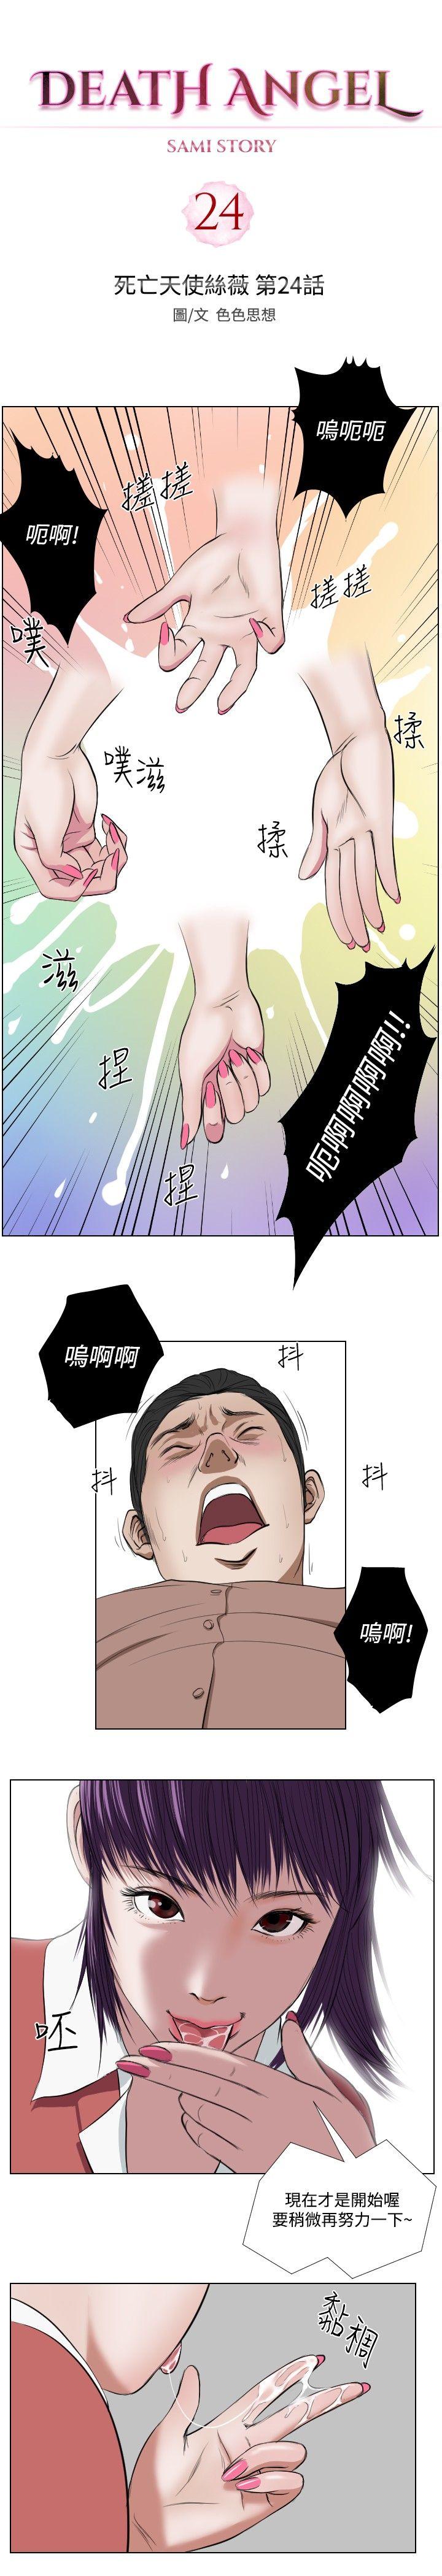 DEATH ANGEL
SAMI STORY
24
死亡天使絲薇 第24話
圖/文 色色思想
嗚呃呃
搓搓
呃啊!
搓搓
噗
揉
噗滋
揉
滋
呃啊啊啊啊!!
捏
捏
嗚啊啊
抖
抖
抖
嗚啊!
呸
現在才是開始喔
要稍微再努力一下~
黏稠